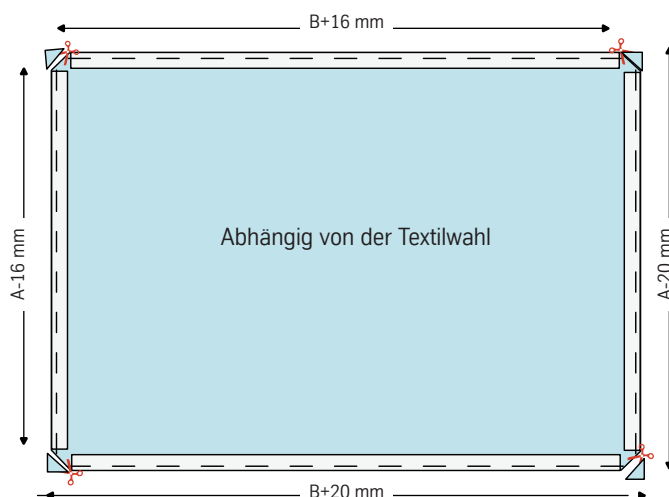 B+16 mm
A-16 mm
Abhängig von der Textilwahl
A-20 mm
B+20 mm